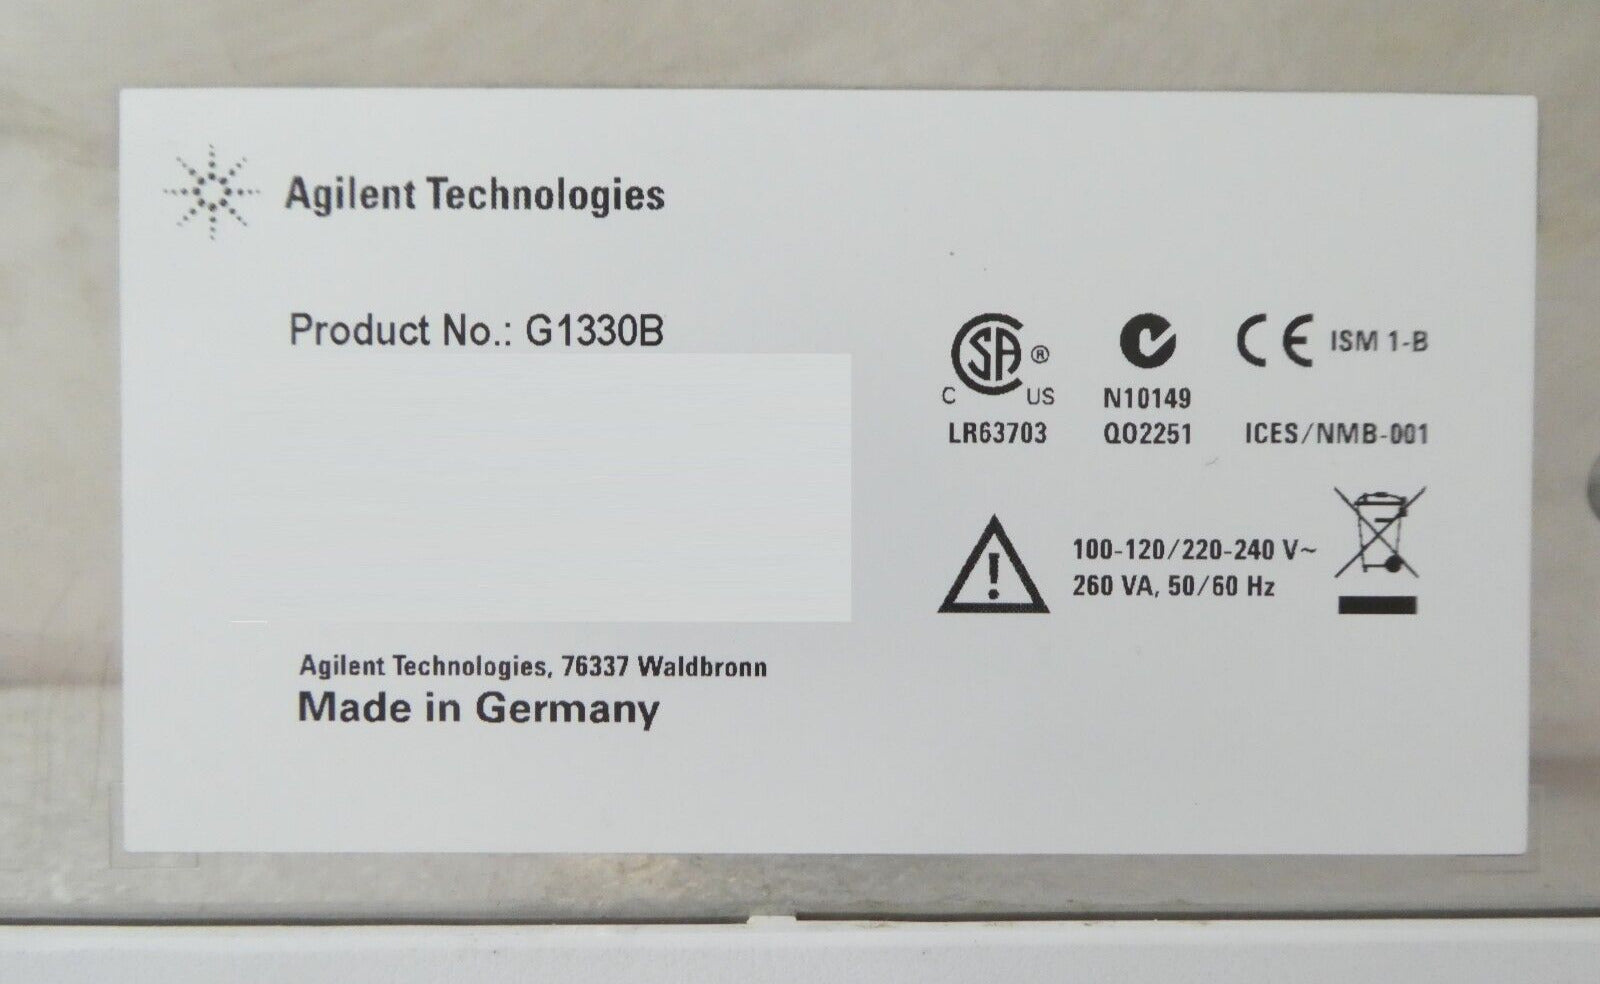 Agilent Technologies
Product No.: G1330B
SA ®
C US
LR63703
N10149
Q02251
CE ISM 1-B
ICES/NMB-001
100-120/220-240 V~
260 VA, 50/60 Hz
Agilent Technologies, 76337 Waldbronn
Made in Germany